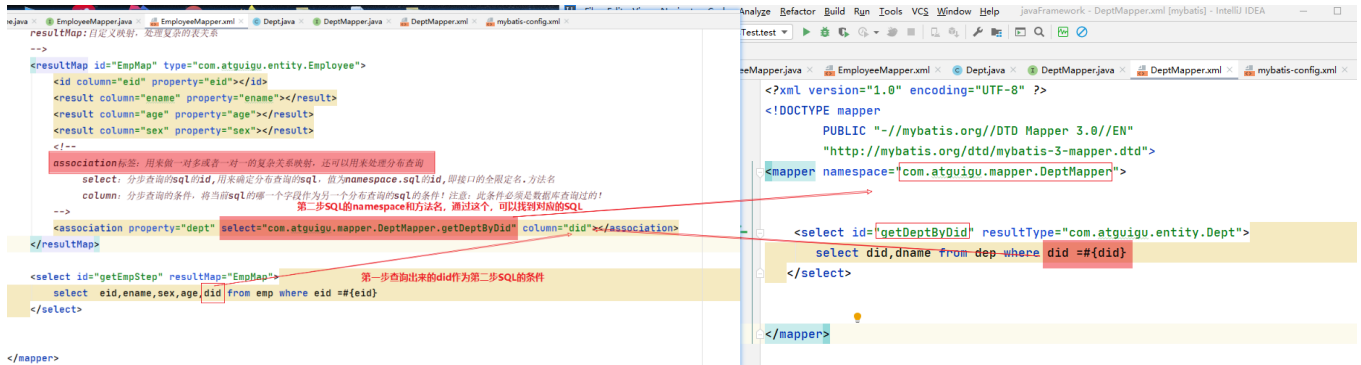 ee.java × EmployeeMapper.java × EmployeeMapper.xml × Dept.java × DeptMapper.java × DeptMapper.xml × mybatis-config.xml ×
resultMap:自定义映射,处理复杂的表关系
-->
<resultMap id="EmpMap" type="com.atguigu.entity.Employee">
<id column="eid" property="eid"></id>
<result column="ename" property="ename"></result>
<result column="age" property="age"></result>
<result column="sex" property="sex"></result>
<!--
association标签:用来做一对多或者一对一的复杂关系映射,还可以用来处理分布查询
select:分步查询的sql的id,用来确定分布查询的sql,值为namespace.sql的id,即接口的全限定名.方法名
column:分步查询的条件,将当前sql的哪一个字段作为另一个分布查询的sql的条件!注意:此条件必须是数据库查询过的!
-->
第二步SQL的namespace和方法名,通过这个,可以找到对应的SQL
<association property="dept" select="com.atguigu.mapper.DeptMapper.getDeptByDid" column="did"></association>
</resultMap>
<select id="getEmpStep" resultMap="EmpMap">
第一步查询出来的did作为第二步SQL的条件
select eid,ename,sex,age,did from emp where eid =#{eid}
</select>
</mapper>
Analyze Refactor Build Run Tools VCS Window Help javaFramework - DeptMapper.xml [mybatis] - IntelliJ IDEA
Test.test
eeMapper.java × EmployeeMapper.xml × Dept.java × DeptMapper.java × DeptMapper.xml × mybatis-config.xml ×
<?xml version="1.0" encoding="UTF-8" ?>
<!DOCTYPE mapper
PUBLIC "-//mybatis.org//DTD Mapper 3.0//EN"
"http://mybatis.org/dtd/mybatis-3-mapper.dtd">
<mapper namespace="com.atguigu.mapper.DeptMapper">
<select id="getDeptByDid" resultType="com.atguigu.entity.Dept">
select did,dname from dep where did =#{did}
</select>
</mapper>